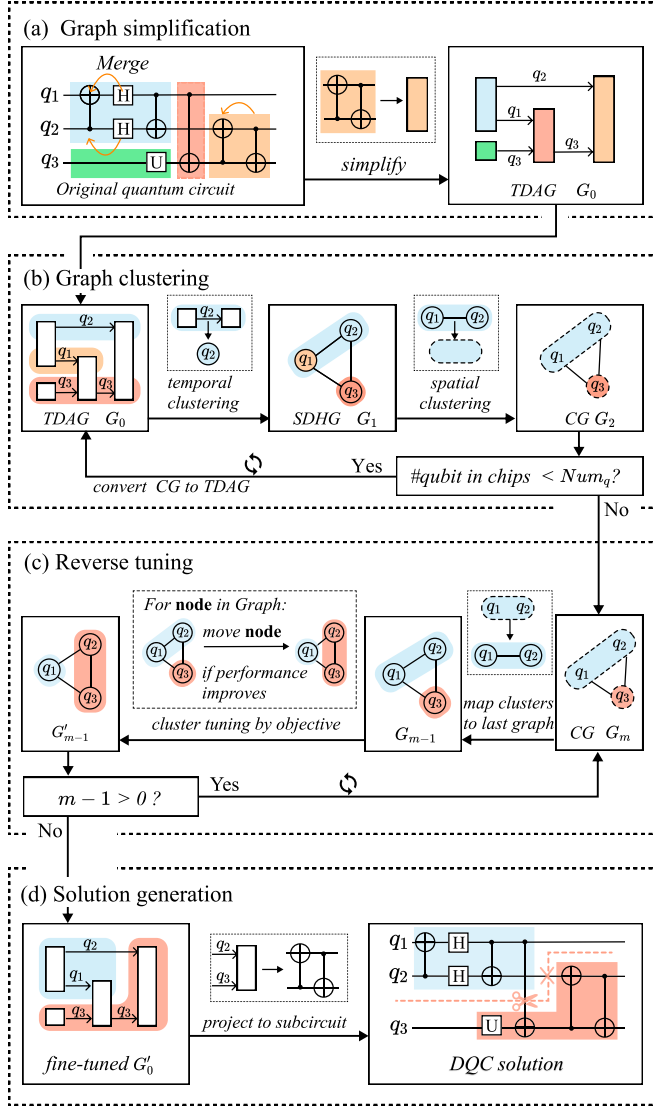 (a) Graph simplification
Merge
q1 H
q2 H
q3 U
Original quantum circuit
simplify
q2
q1
q3 q3
TDAG G0
(b) Graph clustering
q2
q1
q3 q3
TDAG G0
q2
q2
temporal
clustering
q2
q1
q3
SDHG G1
q1 q2
spatial
clustering
q2
q1
q3
CG G2
#qubit in chips < Numq?
Yes
convert CG to TDAG
No
(c) Reverse tuning
q2
q1
q3
G′m−1
For node in Graph:
q2
q1
q3
move node
if performance
improves
q2
q1
q3
cluster tuning by objective
q2
q1
q3
Gm−1
q1 q2
q1 q2
map clusters
to last graph
q2
q1
q3
CG Gm
m − 1 > 0 ?
Yes
No
(d) Solution generation
q2
q1
q3 q3
fine-tuned G′0
q2
q3
project to subcircuit
q1 H
q2 H
q3 U
DQC solution